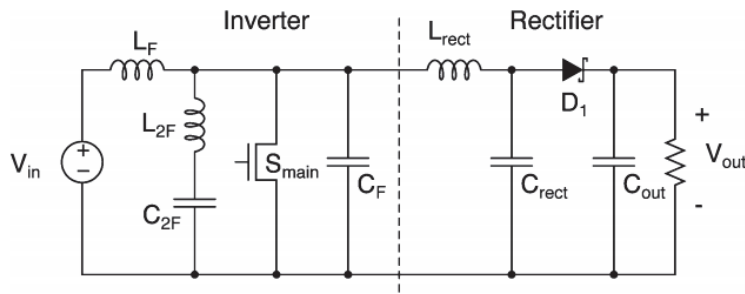 Inverter
Rectifier
L_F
L_rect
L_2F
D_1
+
V_in
+
−
S_main
C_F
C_2F
C_rect
C_out
V_out
-